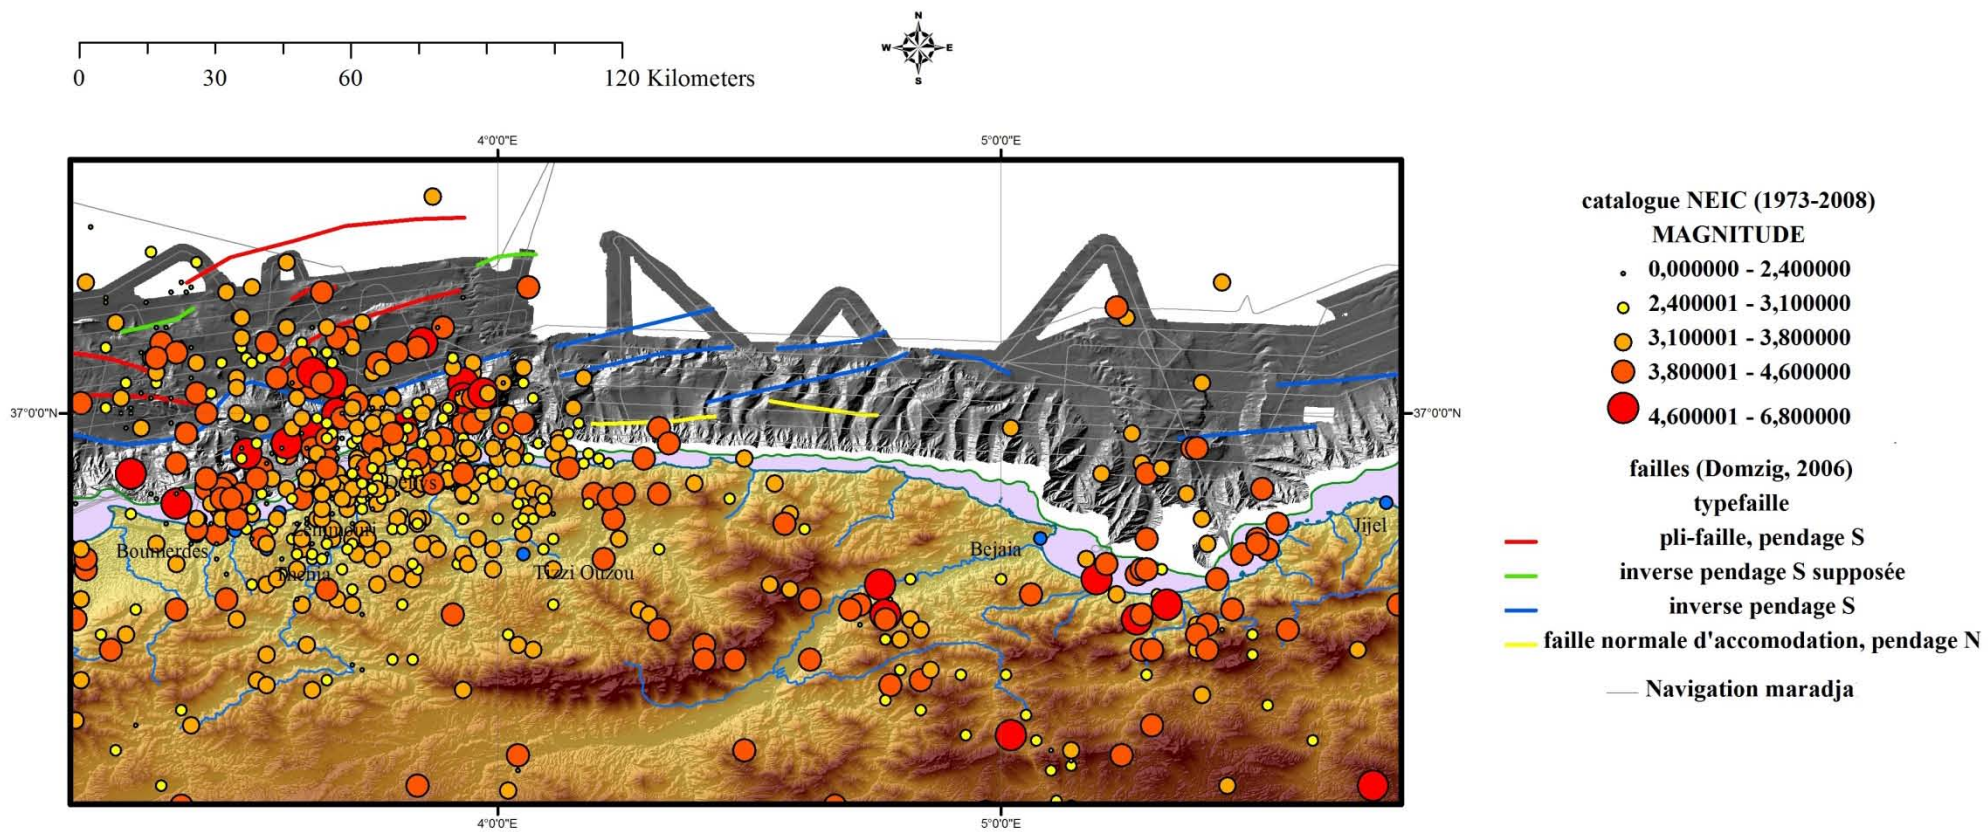 N
W E
S
0 30 60 120 Kilometers
4°0'0"E 5°0'0"E
37°0'0"N 37°0'0"N
Dellys
Zemmouri
Boumerdes
Thenia
Tizzi Ouzou
Bejaia
Jijel
4°0'0"E 5°0'0"E
catalogue NEIC (1973-2008)
MAGNITUDE
0,000000 - 2,400000
2,400001 - 3,100000
3,100001 - 3,800000
3,800001 - 4,600000
4,600001 - 6,800000
failles (Domzig, 2006)
typefaille
pli-faille, pendage S
inverse pendage S supposée
inverse pendage S
faille normale d'accomodation, pendage N
Navigation maradja